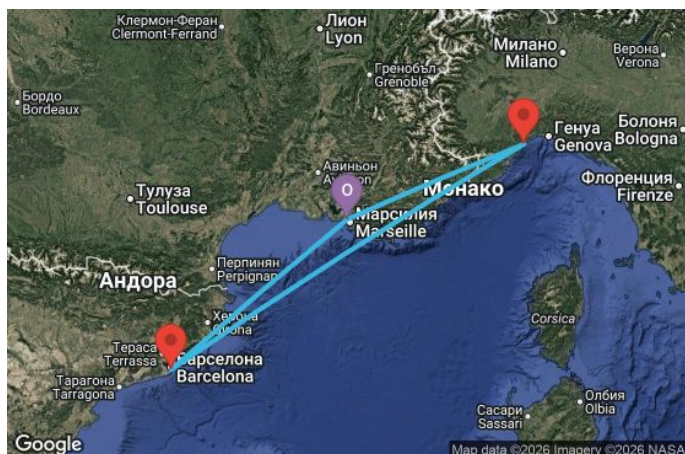 Клермон-Феран
Clermont-Ferrand
Лион
Lyon
Милано
Milano
Верона
Verona
Гренобъл
Grenoble
Бордо
Bordeaux
Генуа
Genova
Болоня
Bologna
Авиньон
Тулуза
Toulouse
O
Монако
Флоренция
Firenze
Марсилия
Marseille
Перпинян
Perpignan
Андора
Corsica
Тераса
Terrassa
Барселона
Barcelona
Тарагона
Tarragona
Олбия
Olbia
Сасари
Sassari
Google
Map data ©2026 Imagery ©2026 NASA